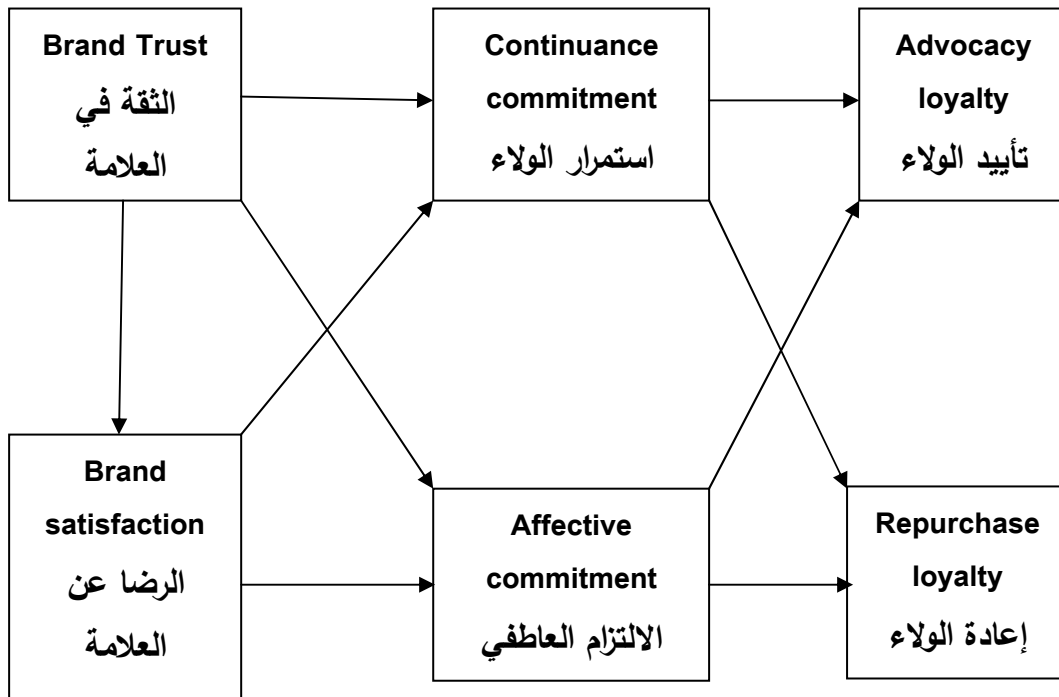 Brand Trust
الثقة في
العلامة
Continuance
commitment
استمرار الولاء
Advocacy
loyalty
تأييد الولاء
Brand
satisfaction
الرضا عن
العلامة
Affective
commitment
الالتزام العاطفي
Repurchase
loyalty
إعادة الولاء